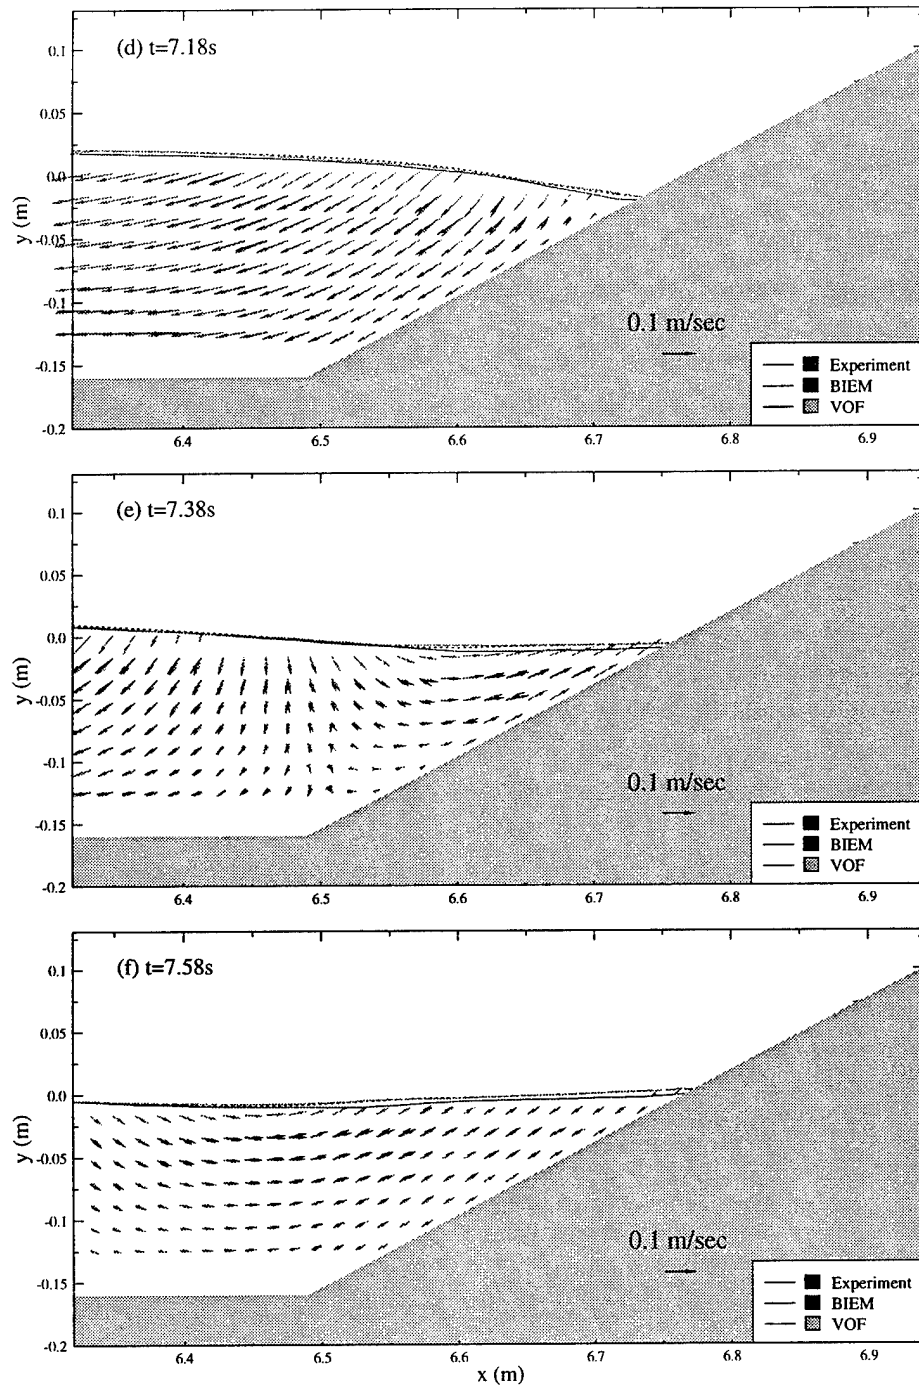 (d) t=7.18s
0.1
0.05
0.0
-0.05
-0.1
-0.15
-0.2
y (m)
0.1 m/sec
Experiment
BIEM
VOF
6.4 6.5 6.6 6.7 6.8 6.9
(e) t=7.38s
0.1
0.05
0.0
-0.05
-0.1
-0.15
-0.2
y (m)
0.1 m/sec
Experiment
BIEM
VOF
6.4 6.5 6.6 6.7 6.8 6.9
(f) t=7.58s
0.1
0.05
0.0
-0.05
-0.1
-0.15
-0.2
y (m)
0.1 m/sec
Experiment
BIEM
VOF
6.4 6.5 6.6 6.7 6.8 6.9
x (m)